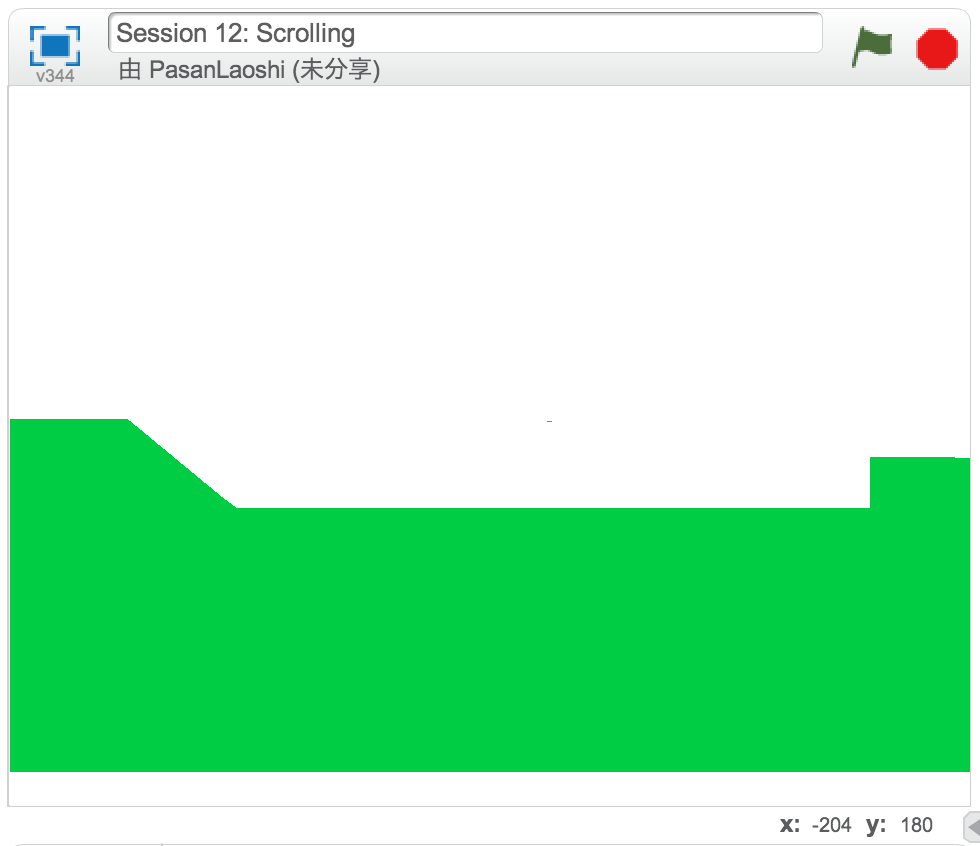 Session 12: Scrolling
v344
由 PasanLaoshi (未分享)
x: -204 y: 180